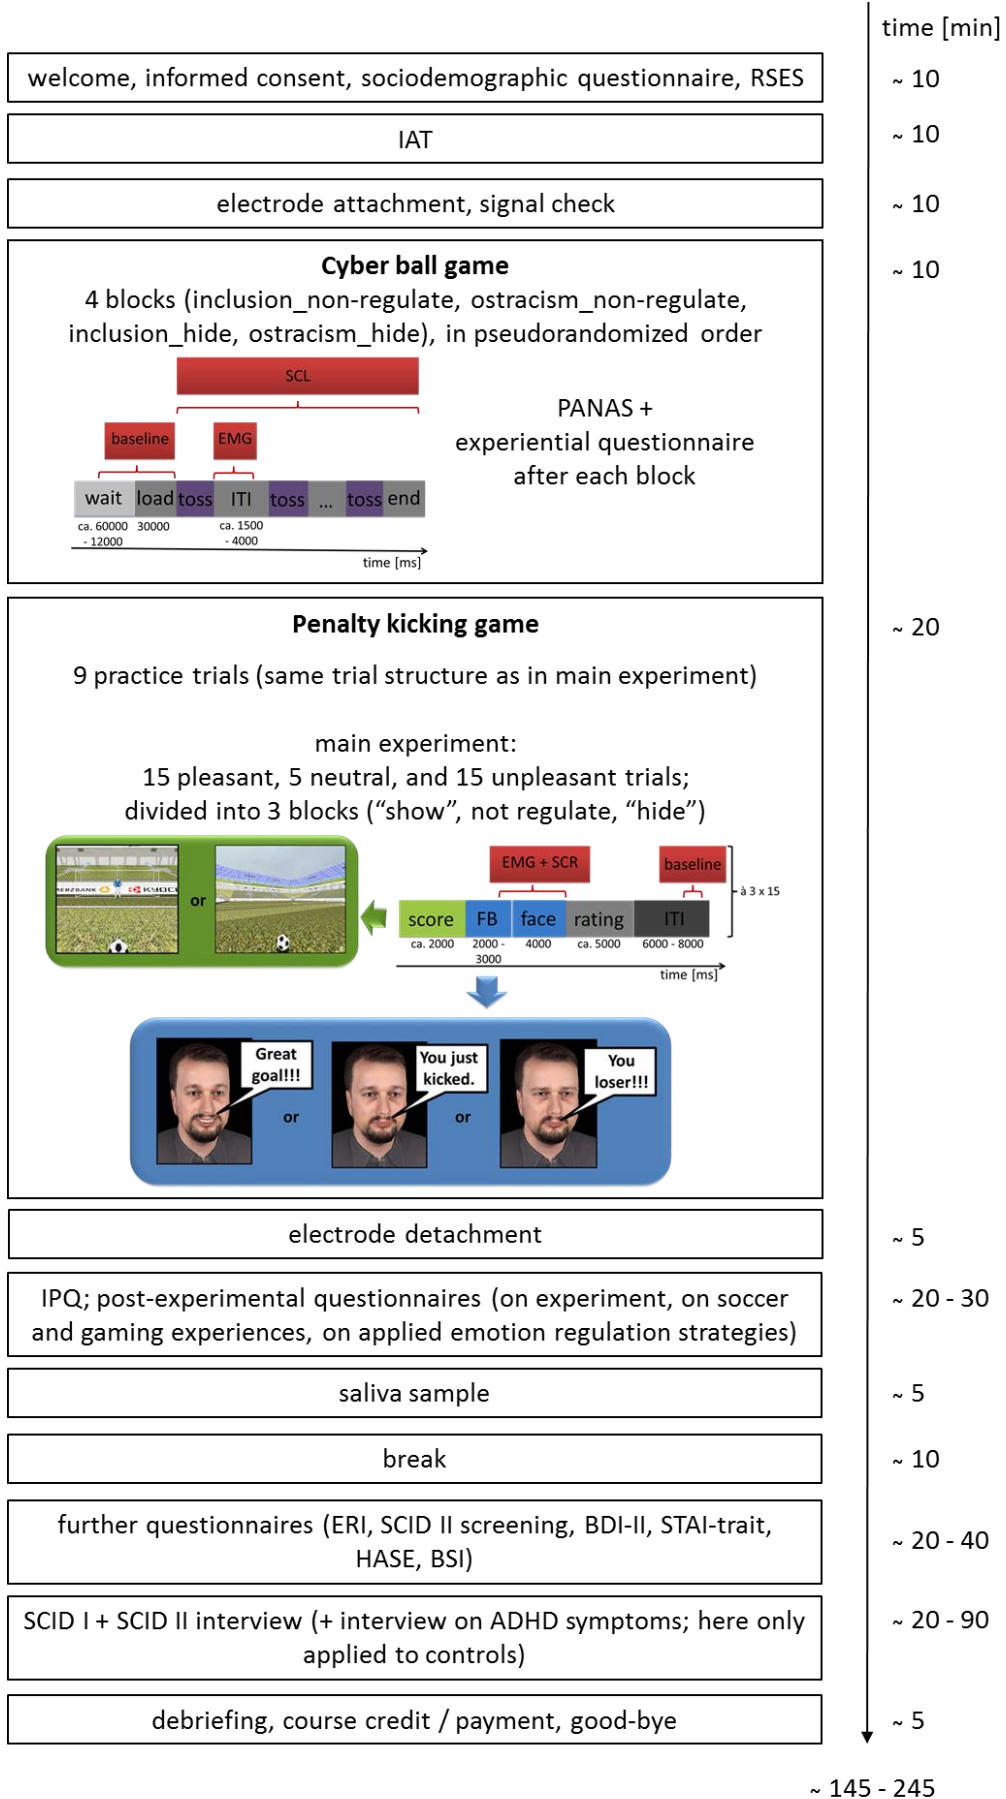 time [min]
welcome, informed consent, sociodemographic questionnaire, RSES
~ 10
IAT
~ 10
electrode attachment, signal check
~ 10
Cyber ball game
~ 10
4 blocks (inclusion_non-regulate, ostracism_non-regulate,
inclusion_hide, ostracism_hide), in pseudorandomized order
SCL
baseline
EMG
wait
load
toss
ITI
toss
...
toss
end
ca. 60000
- 12000
30000
ca. 1500
- 4000
time [ms]
PANAS +
experiential questionnaire
after each block
Penalty kicking game
~ 20
9 practice trials (same trial structure as in main experiment)
main experiment:
15 pleasant, 5 neutral, and 15 unpleasant trials;
divided into 3 blocks (“show”, not regulate, “hide”)
or
EMG + SCR
baseline
à 3 x 15
score
FB
face
rating
ITI
ca. 2000
2000 -
3000
4000
ca. 5000
6000 - 8000
time [ms]
Great
goal!!!
or
You just
kicked.
or
You
loser!!!
electrode detachment
~ 5
IPQ; post-experimental questionnaires (on experiment, on soccer
and gaming experiences, on applied emotion regulation strategies)
~ 20 - 30
saliva sample
~ 5
break
~ 10
further questionnaires (ERI, SCID II screening, BDI-II, STAI-trait,
HASE, BSI)
~ 20 - 40
SCID I + SCID II interview (+ interview on ADHD symptoms; here only
applied to controls)
~ 20 - 90
debriefing, course credit / payment, good-bye
~ 5
~ 145 - 245